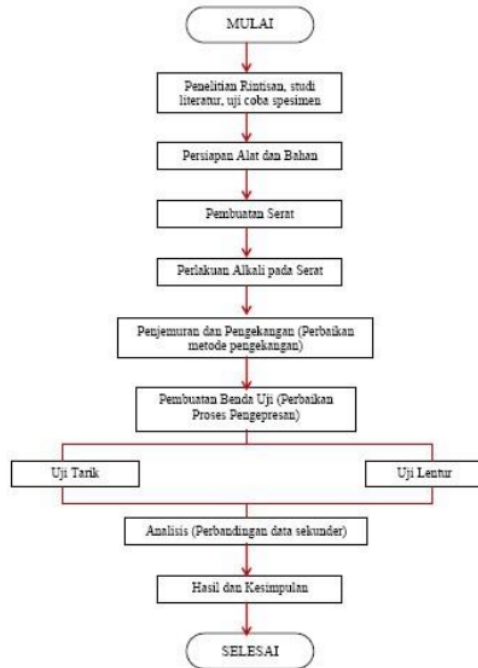 MULAI
Penelitian Rintisan, studi
literatur, uji coba spesimen
Persiapan Alat dan Bahan
Pembuatan Serat
Perlakuan Alkali pada Serat
Penjemuran dan Pengekangan (Perbaikan
metode pengekangan)
Pembuatan Benda Uji (Perbaikan
Proses Pengepresan)
Uji Tarik
Uji Lentur
Analisis (Perbandingan data sekunder)
Hasil dan Kesimpulan
SELESAI